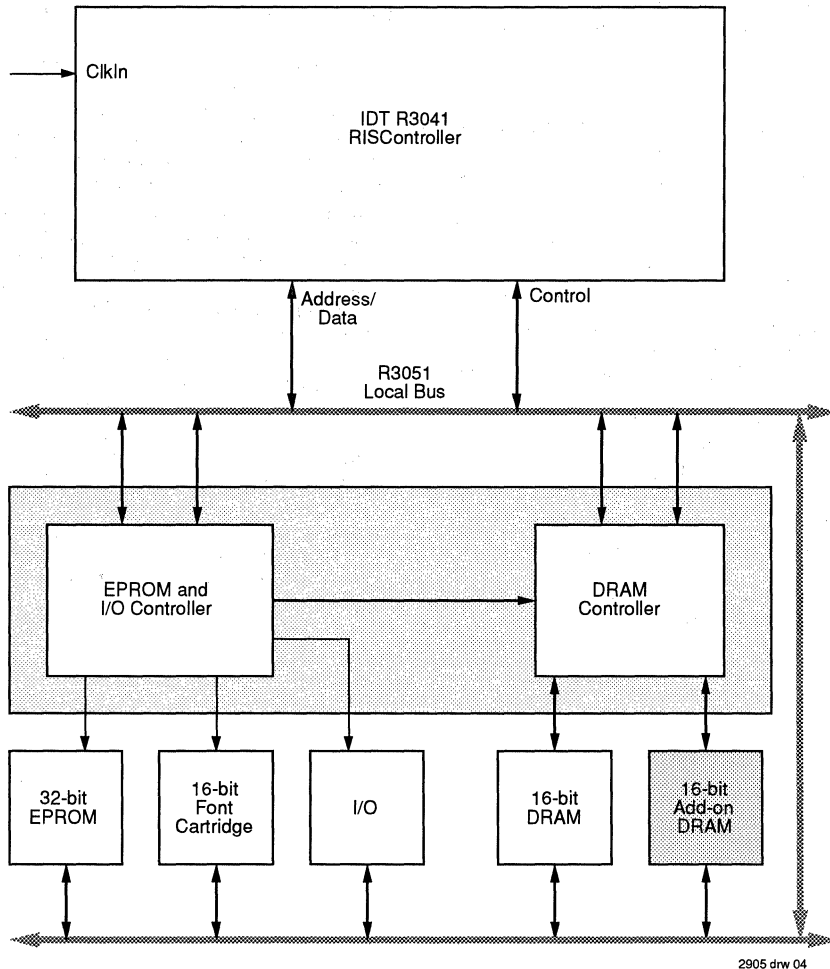 ClkIn
IDT R3041
RISController
Address/
Data
Control
R3051
Local Bus
EPROM and
I/O Controller
DRAM
Controller
32-bit
EPROM
16-bit
Font
Cartridge
I/O
16-bit
DRAM
16-bit
Add-on
DRAM
2905 drw 04